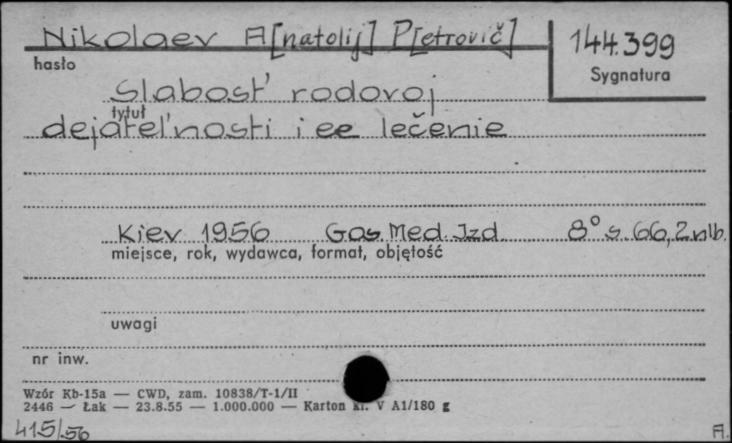 Nikolaev A[natolij] P[etrovič]
144.399
hasło
Sygnatura
Slabost' rodovoj
tytuł
dejatel'nosti i ee lečenie
Kiev 1956 Gos. Med. Izd. 8° s. 66, 2 nlb.
miejsce, rok, wydawca, format, objętość
uwagi
nr inw.
Wzór Kb-15a — CWD, zam. 10838/T-1/II
2446 — Łak — 23.8.55 — 1.000.000 — Karton kl. V A1/180 g
415/56
A.